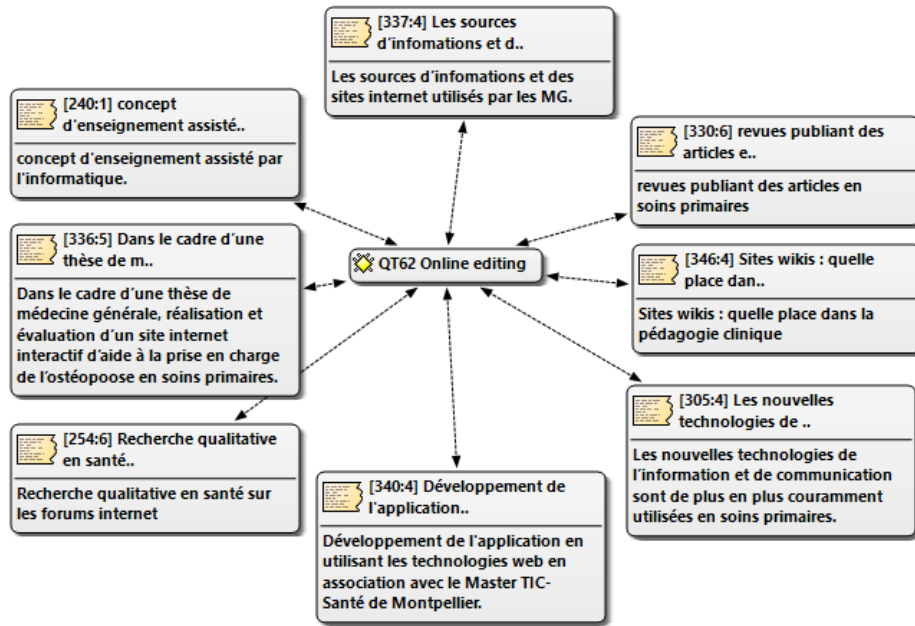 [337:4] Les sources
d´infomations et d..
Les sources d´infomations et des
sites internet utilisés par les MG.
[240:1] concept
d'enseignement assisté..
concept d'enseignement assisté par
l'informatique.
[330:6] revues publiant des
articles e..
revues publiant des articles en
soins primaires
[336:5] Dans le cadre d´une
thèse de m..
Dans le cadre d´une thèse de
médecine générale, réalisation et
évaluation d´un site internet
interactif d'aide à la prise en charge
de l´ostéopoose en soins primaires.
QT62 Online editing
[346:4] Sites wikis : quelle
place dan..
Sites wikis : quelle place dans la
pédagogie clinique
[254:6] Recherche qualitative
en santé..
Recherche qualitative en santé sur
les forums internet
[340:4] Développement de
l'application..
Développement de l'application en
utilisant les technologies web en
association avec le Master TIC-
Santé de Montpellier.
[305:4] Les nouvelles
technologies de ..
Les nouvelles technologies de
l´information et de communication
sont de plus en plus couramment
utilisées en soins primaires.